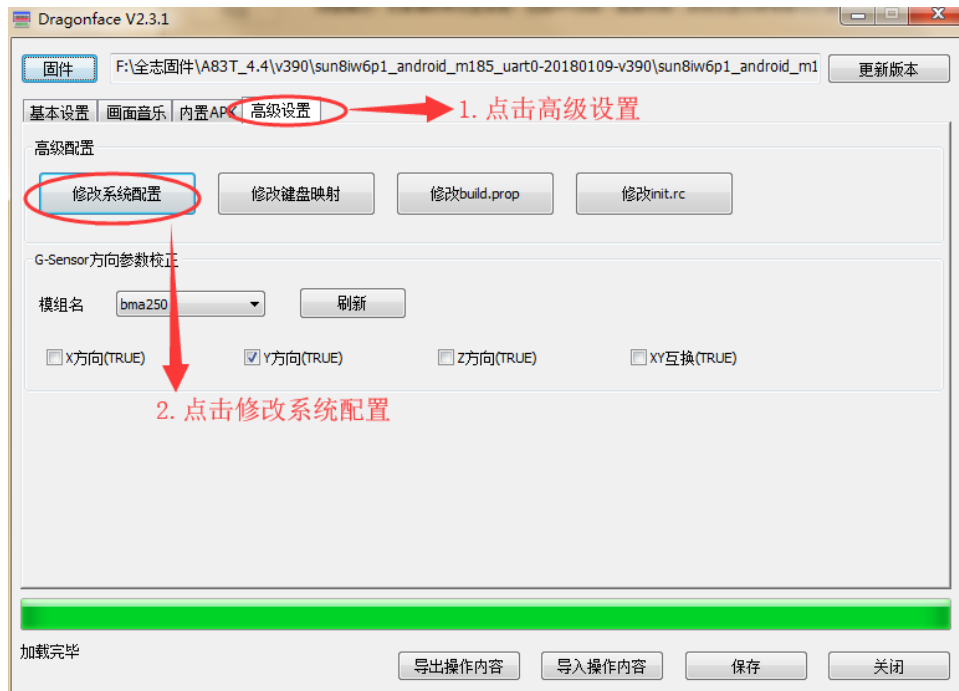 Dragonface V2.3.1
固件 F:\全志固件\A83T_4.4\v390\sun8iw6p1_android_m185_uart0-20180109-v390\sun8iw6p1_android_m1 更新版本
基本设置 画面音乐 内置APK 高级设置 1. 点击高级设置
高级配置
修改系统配置 修改键盘映射 修改build.prop 修改init.rc
G-Sensor方向参数校正
模组名 bma250 刷新
X方向(TRUE) Y方向(TRUE) Z方向(TRUE) XY互换(TRUE)
2. 点击修改系统配置
加载完毕 导出操作内容 导入操作内容 保存 关闭